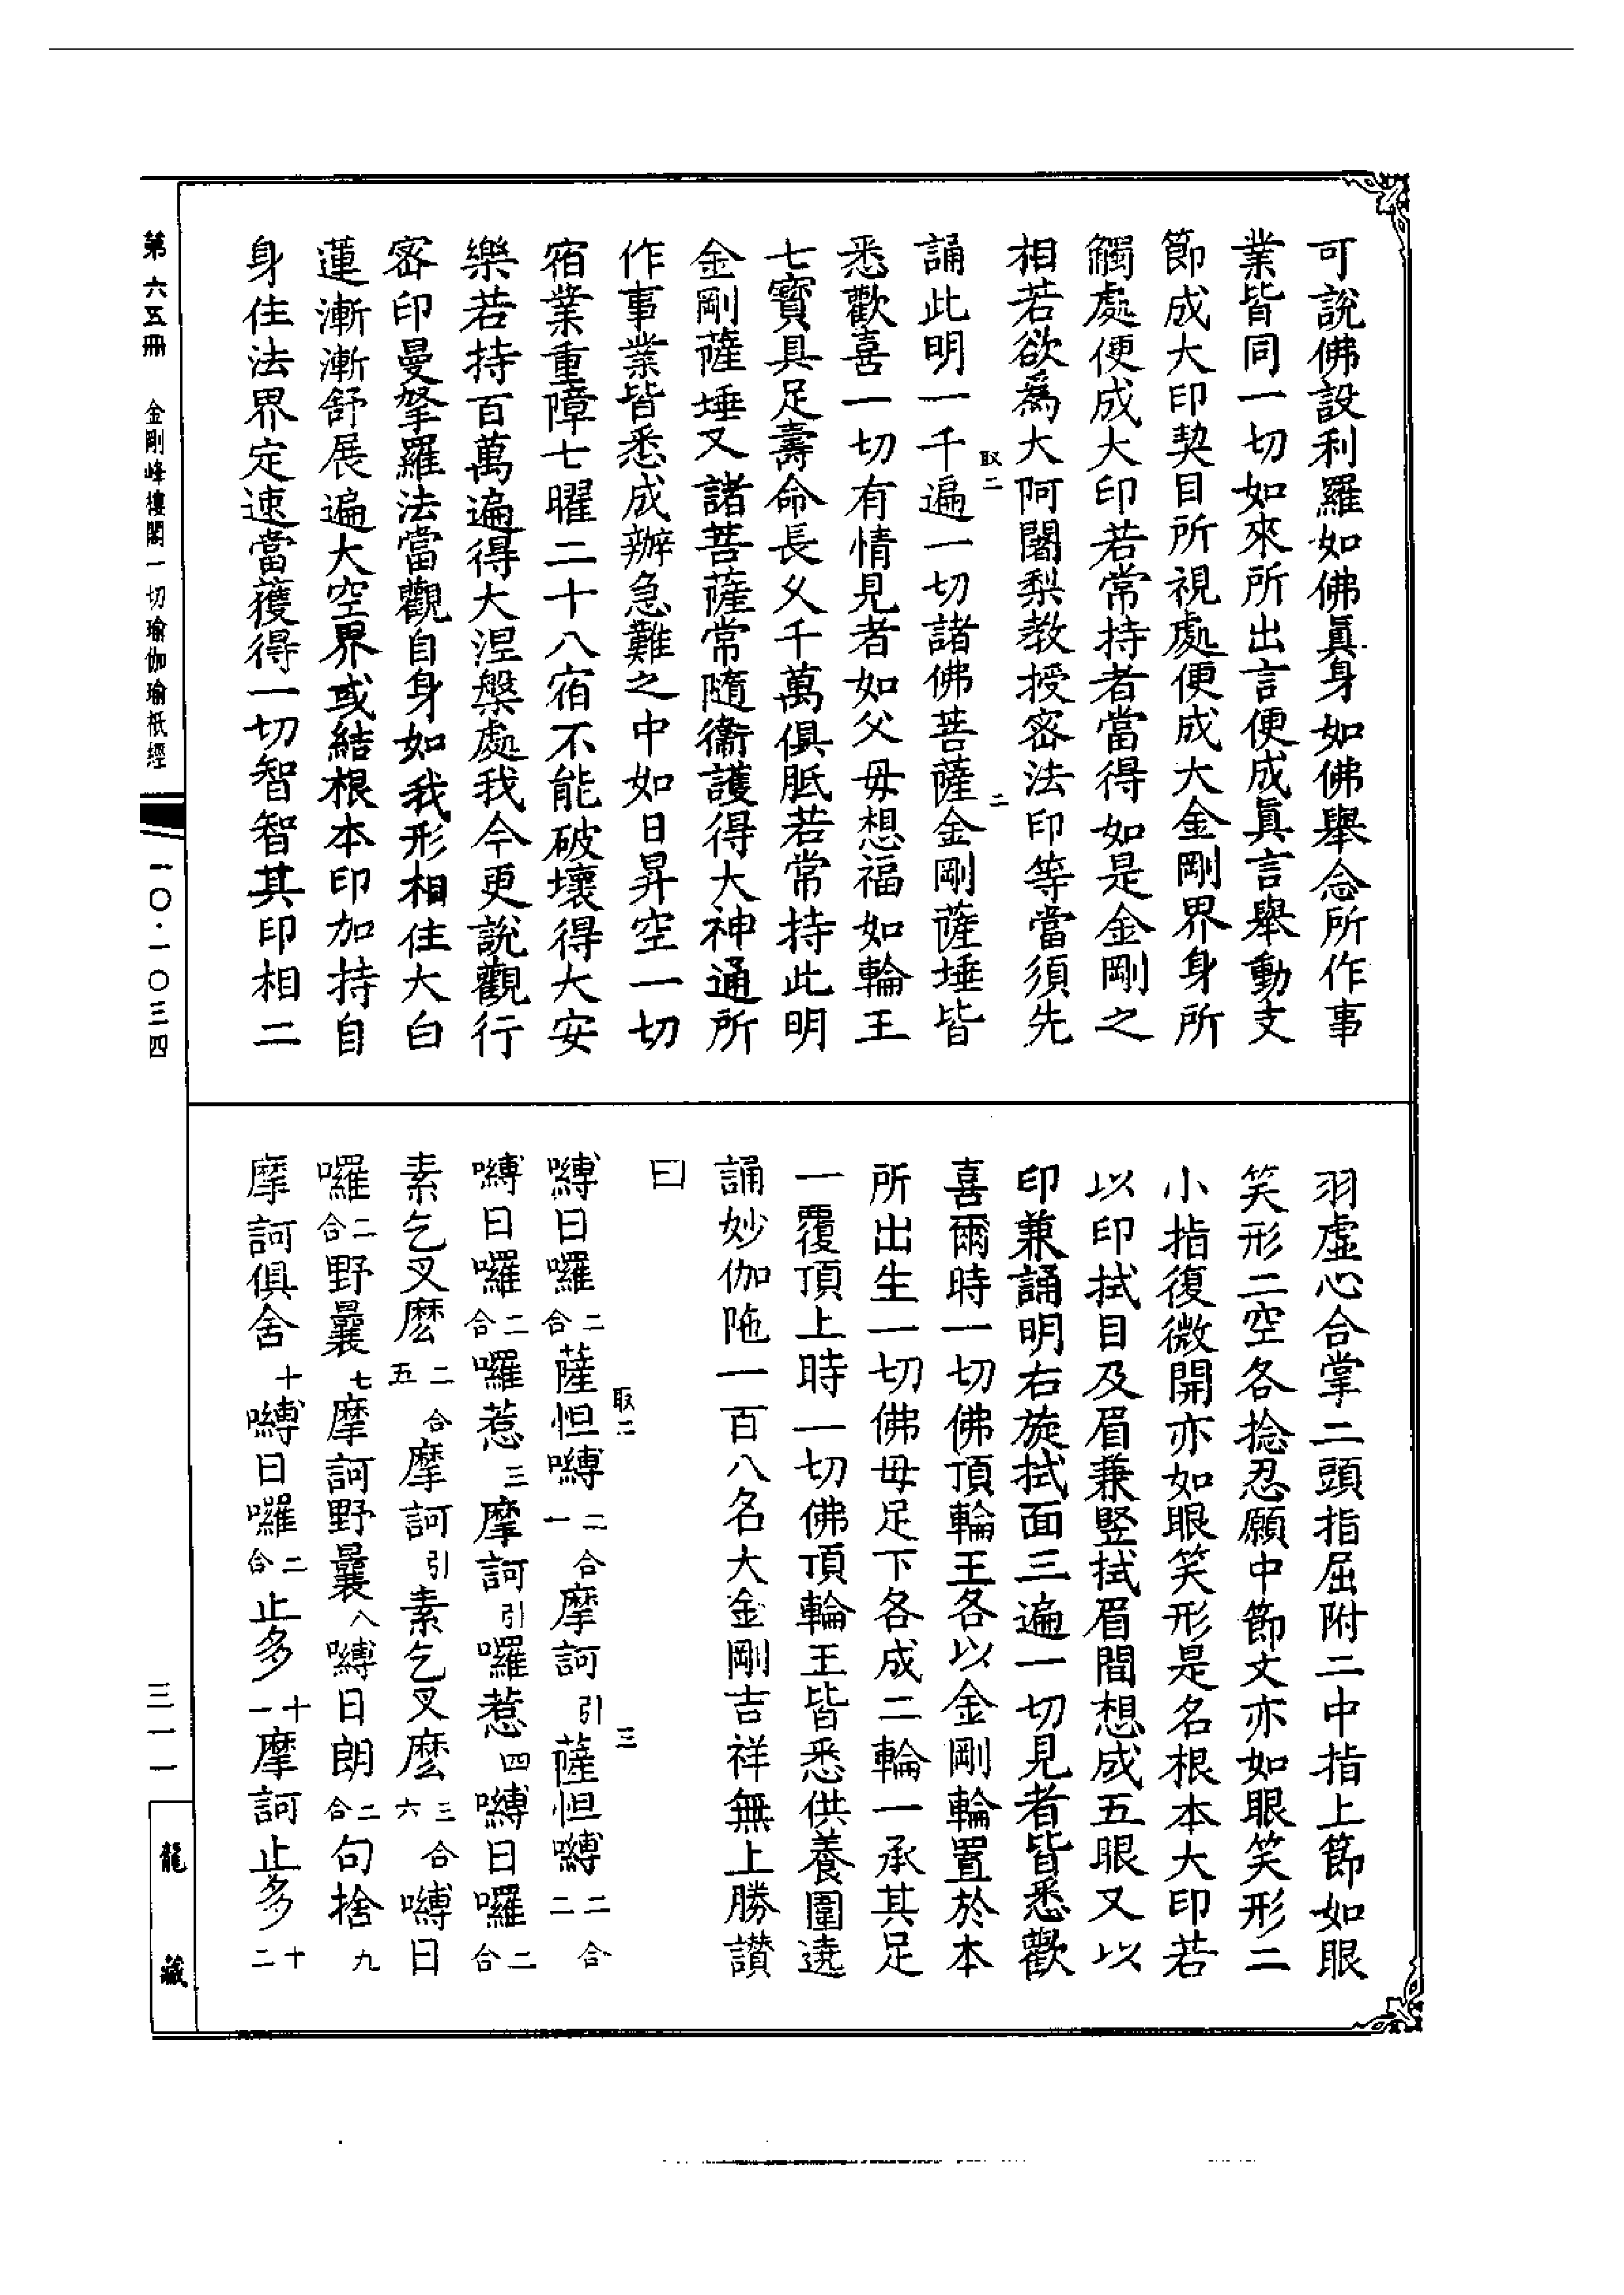 可說佛設利羅如佛眞身如佛舉念所作事
業皆同一切如來所出言便成眞言舉動支
節成大印契目所視處便成大金剛界身所
觸處便成大印若常持者當得如是金剛之
相若欲爲大阿闍梨教授密法印等當須先
取二
二
誦此明一千遍一切諸佛菩薩金剛薩埵皆
悉歡喜一切有情見者如父母想福如輪王
七寶具足壽命長久千萬俱胝若常持此明
金剛薩埵又諸菩薩常隨衞護得大神通所
作事業皆悉成辦急難之中如日昇空一切
宿業重障七曜二十八宿不能破壞得大安
樂若持百萬遍得大涅槃處我今更說觀行
密印曼拏羅法當觀自身如我形相住大白
蓮漸漸舒展遍大空界或結根本印加持自
身住法界定速當獲得一切智智其印相二
羽虛心合掌二頭指屈附二中指上節如眼
笑形二空各捻忍願中節文亦如眼笑形二
小指復微開亦如眼笑形是名根本大印若
以印拭目及眉兼竪拭眉間想成五眼又以
印兼誦明右旋拭面三遍一切見者皆悉歡
喜爾時一切佛頂輪王各以金剛輪置於本
所出生一切佛母足下各成二輪一承其足
一覆頂上時一切佛頂輪王皆悉供養圍遶
誦妙伽陁一百八名大金剛吉祥無上勝讃
曰
取二
三
嚩日囉二合薩怛嚩二合一摩訶引薩怛嚩二合二
嚩日囉二合囉惹三摩訶引囉惹四嚩日囉二合
素乞叉麽二合五摩訶引素乞叉麽三合六嚩日
囉二合野曩七摩訶野曩八嚩日朗二合句捨九
摩訶俱舍十嚩日囉二合止多十一摩訶止多十二
第六五冊 金剛峰樓閣一切瑜伽瑜祇經
一〇·一〇三四
三一一
龍藏